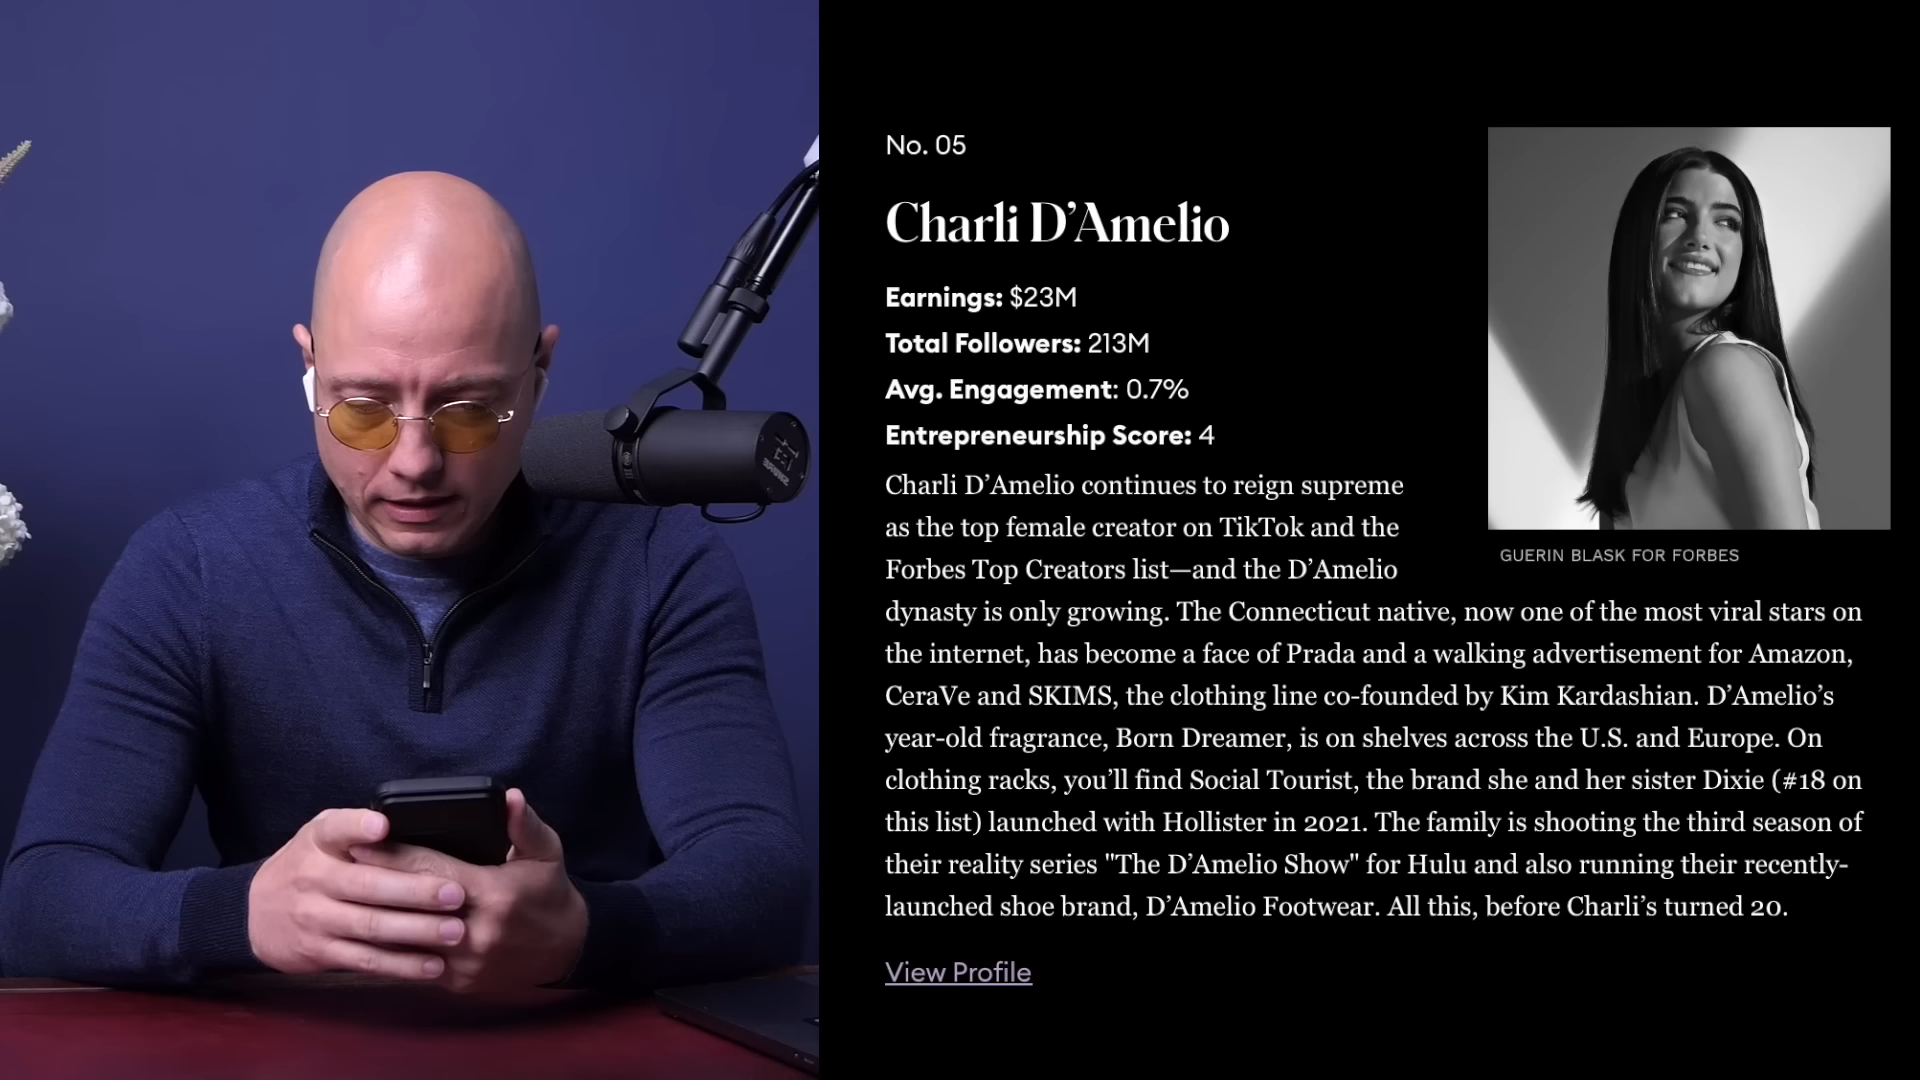 No. 05
Charli D’Amelio
Earnings: $23M
Total Followers: 213M
Avg. Engagement: 0.7%
Entrepreneurship Score: 4
Charli D’Amelio continues to reign supreme
as the top female creator on TikTok and the
Forbes Top Creators list—and the D’Amelio
dynasty is only growing. The Connecticut native, now one of the most viral stars on
the internet, has become a face of Prada and a walking advertisement for Amazon,
CeraVe and SKIMS, the clothing line co-founded by Kim Kardashian. D’Amelio’s
year-old fragrance, Born Dreamer, is on shelves across the U.S. and Europe. On
clothing racks, you’ll find Social Tourist, the brand she and her sister Dixie (#18 on
this list) launched with Hollister in 2021. The family is shooting the third season of
their reality series "The D’Amelio Show" for Hulu and also running their recently-
launched shoe brand, D’Amelio Footwear. All this, before Charli’s turned 20.
View Profile
GUERIN BLASK FOR FORBES